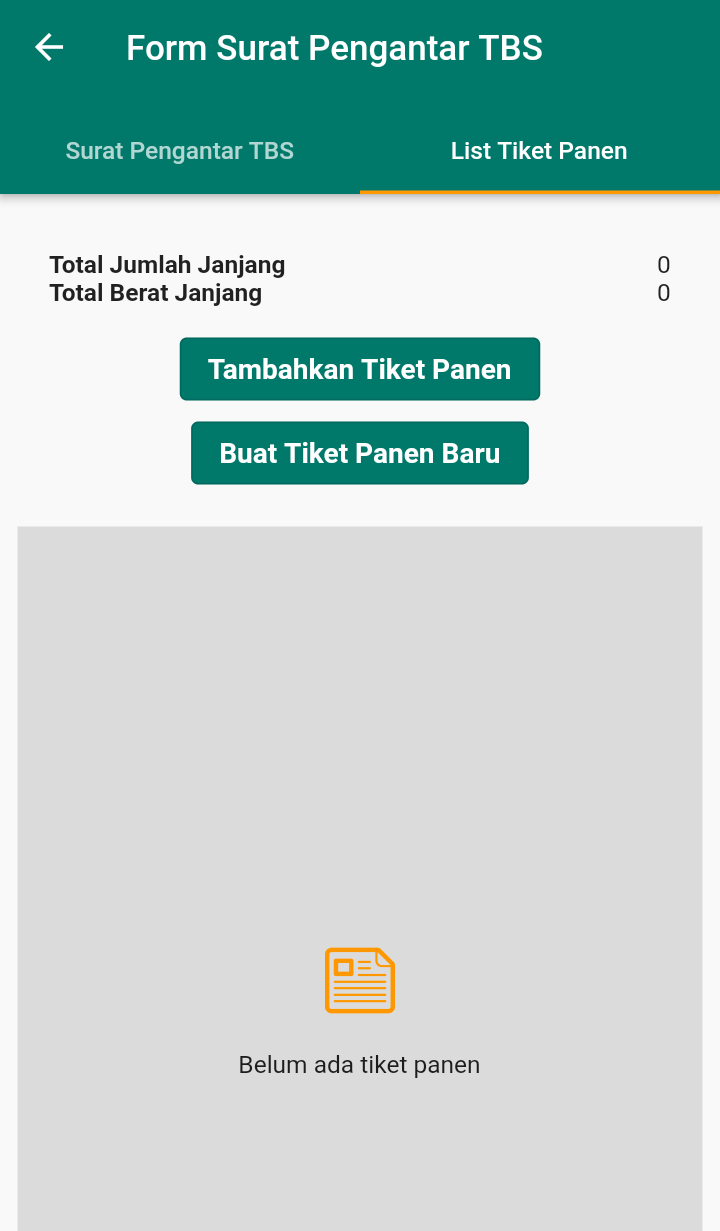 Form Surat Pengantar TBS
Surat Pengantar TBS
List Tiket Panen
Total Jumlah Janjang 0
Total Berat Janjang 0
Tambahkan Tiket Panen
Buat Tiket Panen Baru
Belum ada tiket panen